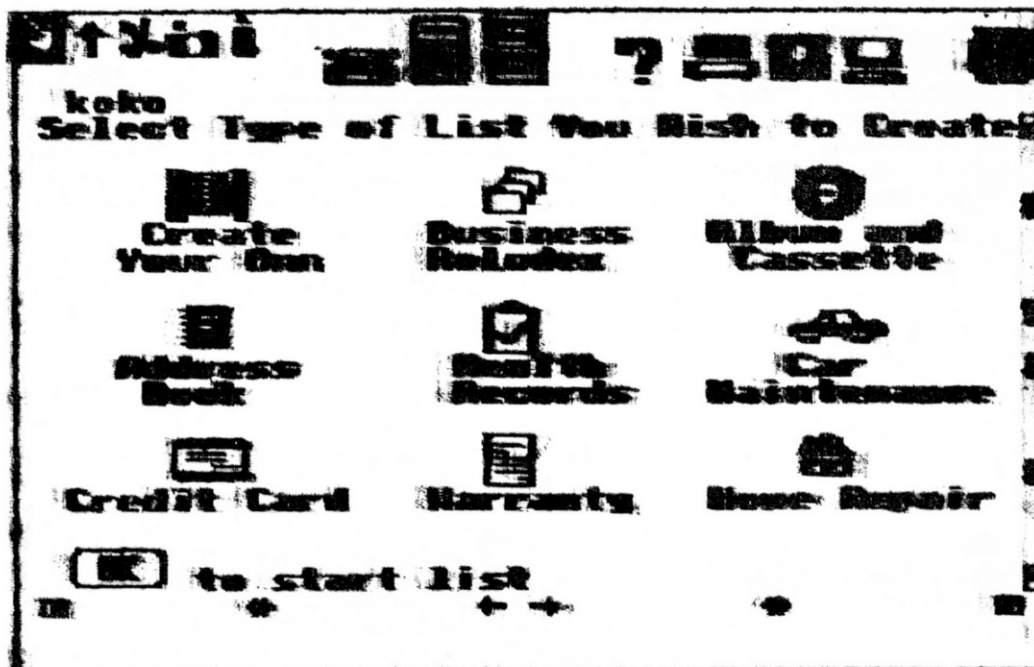 ?
koko
Select Type of List You Wish to Create:
Create
Your Own
Business
Rolodex
Album and
Cassette
Address
Book
Health
Records
Car
Maintenance
Credit Card
Warranty
Home Repair
OK
to start list